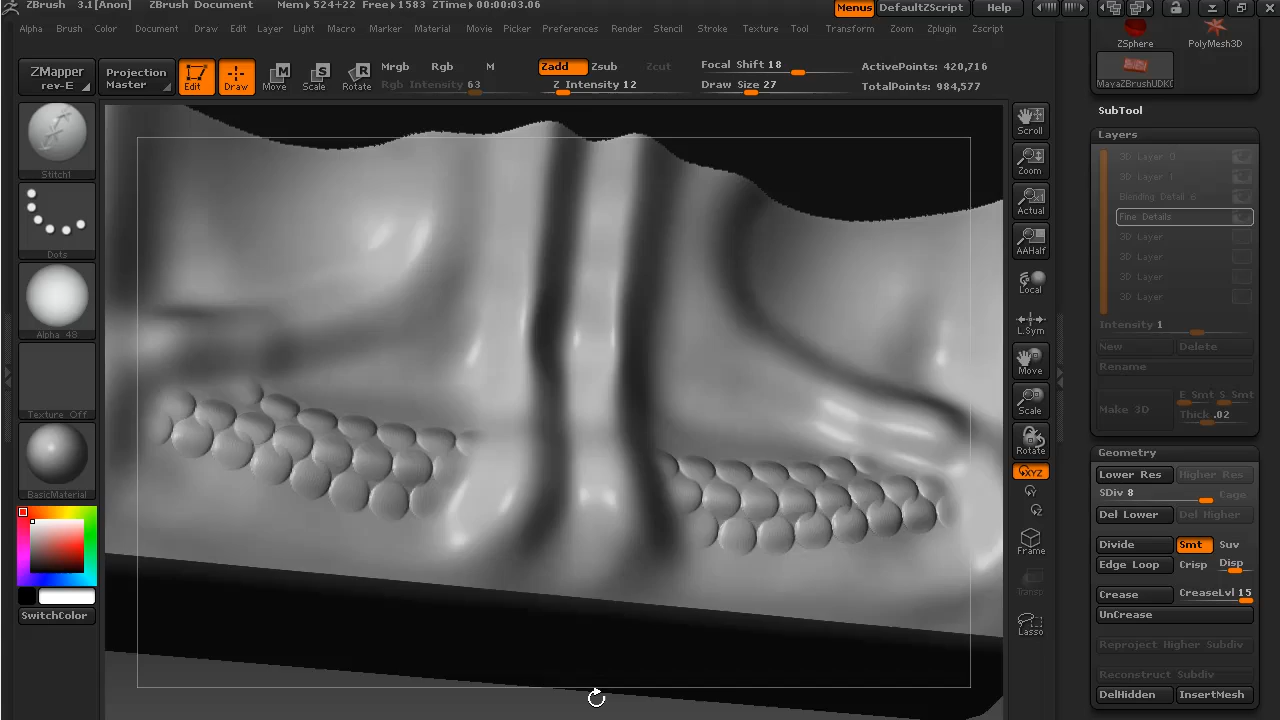 ZBrush 3.1[Anon] ZBrush Document Mem▸524+22 Free▸1583 ZTime▸00:00:03.06 Menus DefaultZScript Help
Alpha Brush Color Document Draw Edit Layer Light Macro Marker Material Movie Picker Preferences Render Stencil Stroke Texture Tool Transform Zoom Zplugin Zscript
ZMapper rev-E
Projection Master
Edit
Draw
Move
Scale
Rotate
Mrgb Rgb M
Rgb Intensity 63
Zadd Zsub Zcut
Z Intensity 12
Focal Shift 18
Draw Size 27
ActivePoints: 420,716
TotalPoints: 984,577
Stitch1
Dots
Alpha 48
Texture Off
BasicMaterial
SwitchColor
Scroll
Zoom
Actual
AAHalf
Local
L.Sym
Move
Scale
Rotate
XYZ
Y
Z
Frame
Transp
Lasso
ZSphere PolyMesh3D
MayaZBrushUDK(
SubTool
Layers
3D Layer 0
3D Layer 1
Blending Detail 6
Fine Details
3D Layer
3D Layer
3D Layer
3D Layer
Intensity 1
New Delete
Rename
Make 3D E Smt S Smt
Thick .02
Geometry
Lower Res Higher Res
SDiv 8 Cage
Del Lower Del Higher
Divide Smt Suv
Edge Loop Crisp Disp
Crease CreaseLvl 15
UnCrease
Reproject Higher Subdiv
Reconstruct Subdiv
DelHidden InsertMesh